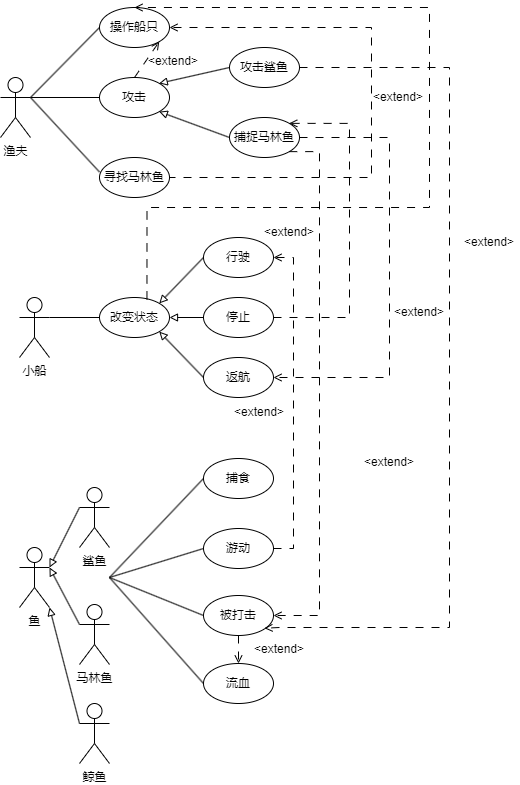 操作船只
<extend>
攻击鲨鱼
攻击
<extend>
捕捉马林鱼
渔夫
寻找马林鱼
<extend>
<extend>
行驶
改变状态
停止
<extend>
小船
返航
<extend>
<extend>
捕食
游动
鲨鱼
鱼
被打击
<extend>
马林鱼
流血
鲸鱼